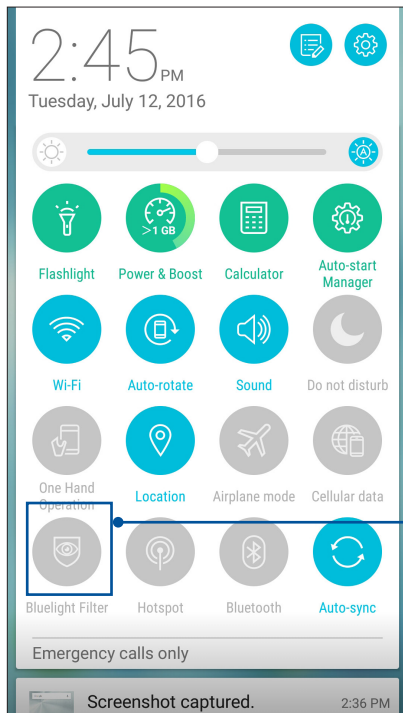 2:45 PM
Tuesday, July 12, 2016
A
>1 GB
Flashlight Power & Boost Calculator Auto-start Manager
Wi-Fi Auto-rotate Sound Do not disturb
One Hand Operation Location Airplane mode Cellular data
Bluelight Filter Hotspot Bluetooth Auto-sync
Emergency calls only
Screenshot captured. 2:36 PM